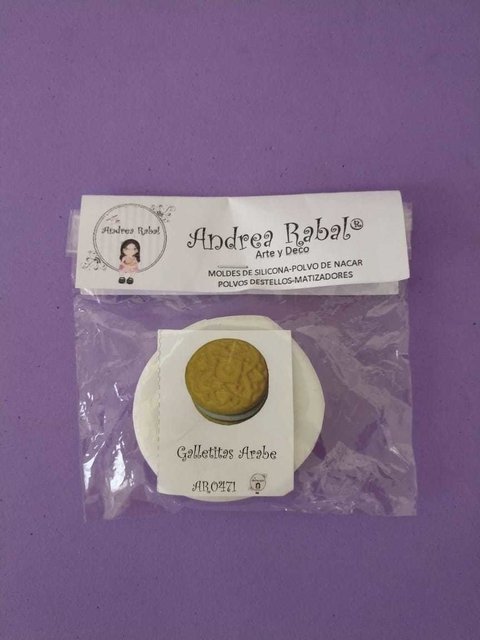 Andrea Rabal
Andrea Rabal®
Arte y Deco
MOLDES DE SILICONA-POLVO DE NACAR
POLVOS DESTELLOS-MATIZADORES
Galletitas Arabe
AR0471